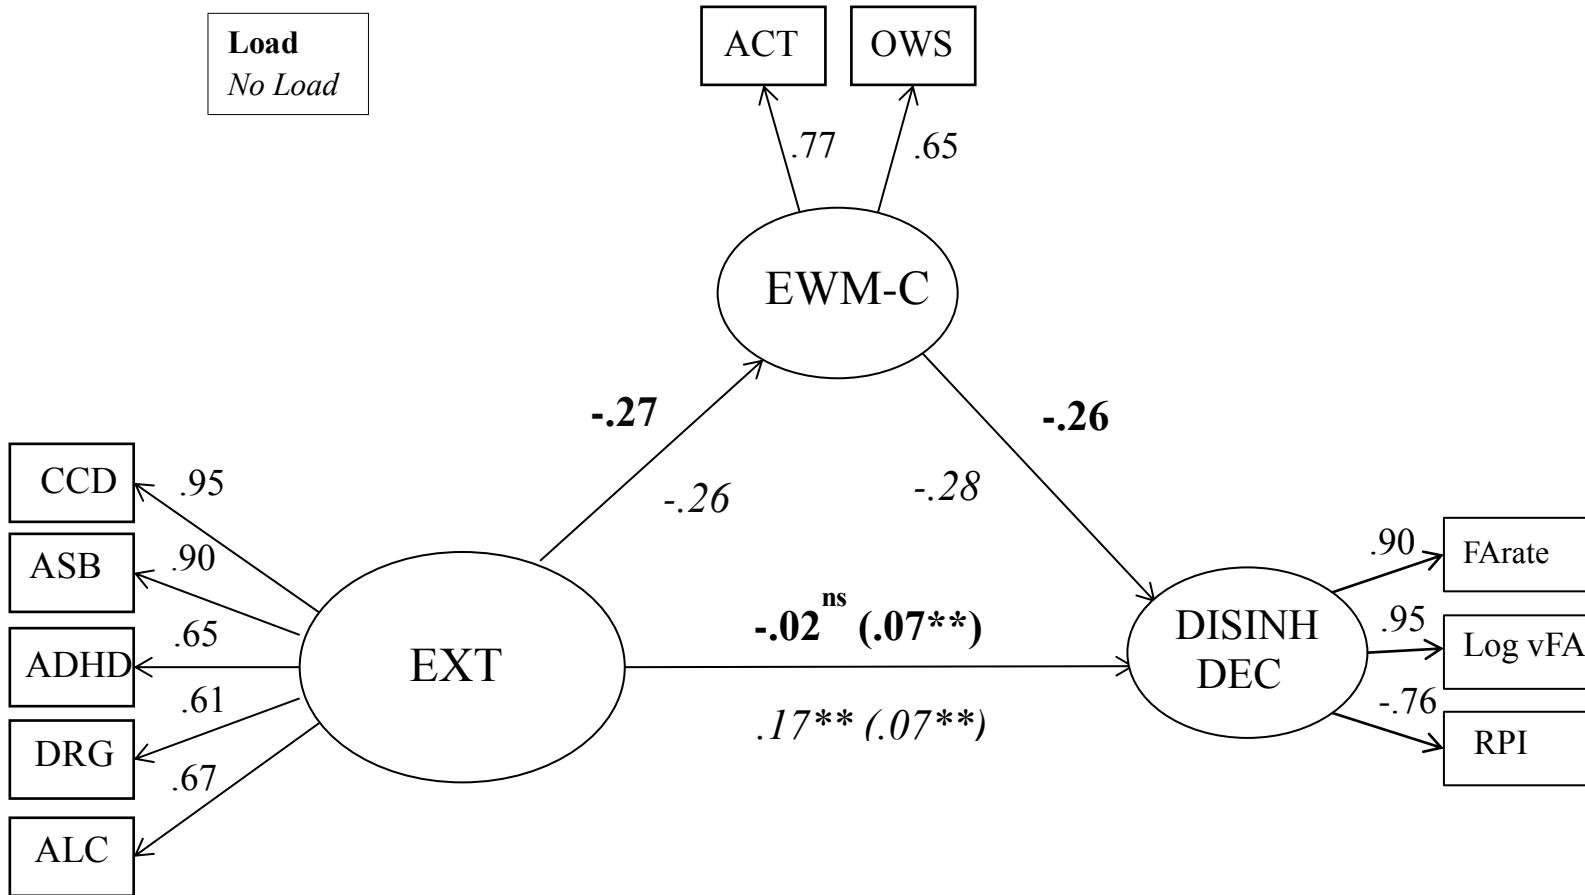 Load
No Load
ACT
OWS
.77
.65
EWM-C
-.27
-.26
-.26
-.28
CCD
ASB
ADHD
DRG
ALC
.95
.90
.65
.61
.67
EXT
-.02ns (.07**)
.17** (.07**)
DISINH
DEC
.90
.95
-.76
FArate
Log vFA
RPI